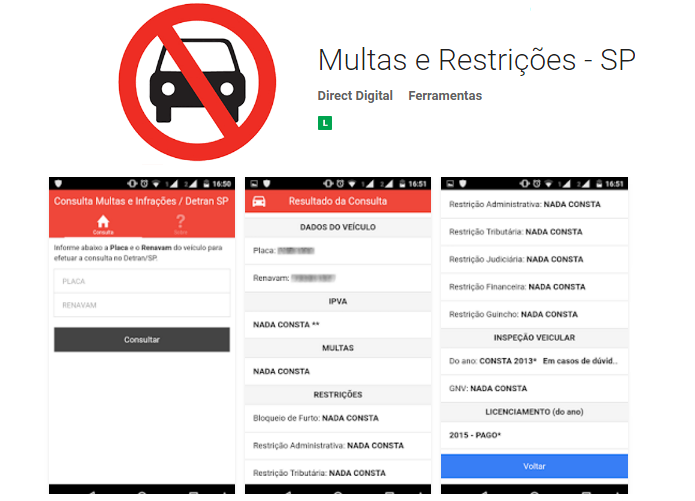 Multas e Restrições - SP
Direct Digital Ferramentas
L
16:50
Consulta Multas e Infrações / Detran SP
Consulta Sobre
Informe abaixo a Placa e o Renavam do veículo para
efetuar a consulta no Detran/SP.
PLACA
RENAVAM
Consultar
16:51
Resultado da Consulta
DADOS DO VEÍCULO
Placa:
Renavam:
IPVA
NADA CONSTA **
MULTAS
NADA CONSTA
RESTRIÇÕES
Bloqueio de Furto: NADA CONSTA
Restrição Administrativa: NADA CONSTA
Restrição Tributária: NADA CONSTA
16:51
Restrição Administrativa: NADA CONSTA
Restrição Tributária: NADA CONSTA
Restrição Judiciária: NADA CONSTA
Restrição Financeira: NADA CONSTA
Restrição Guincho: NADA CONSTA
INSPEÇÃO VEICULAR
Do ano: CONSTA 2013* Em casos de dúvid..
GNV: NADA CONSTA
LICENCIAMENTO (do ano)
2015 - PAGO*
Voltar